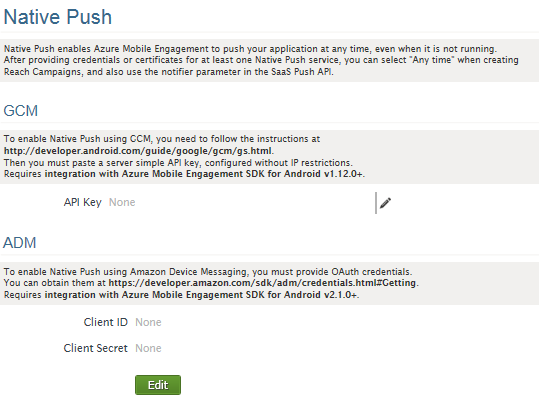 Native Push
Native Push enables Azure Mobile Engagement to push your application at any time, even when it is not running.
After providing credentials or certificates for at least one Native Push service, you can select "Any time" when creating
Reach Campaigns, and also use the notifier parameter in the SaaS Push API.
GCM
To enable Native Push using GCM, you need to follow the instructions at
http://developer.android.com/guide/google/gcm/gs.html.
Then you must paste a server simple API key, configured without IP restrictions.
Requires integration with Azure Mobile Engagement SDK for Android v1.12.0+.
API Key None
ADM
To enable Native Push using Amazon Device Messaging, you must provide OAuth credentials.
You can obtain them at https://developer.amazon.com/sdk/adm/credentials.html#Getting.
Requires integration with Azure Mobile Engagement SDK for Android v2.1.0+.
Client ID None
Client Secret None
Edit